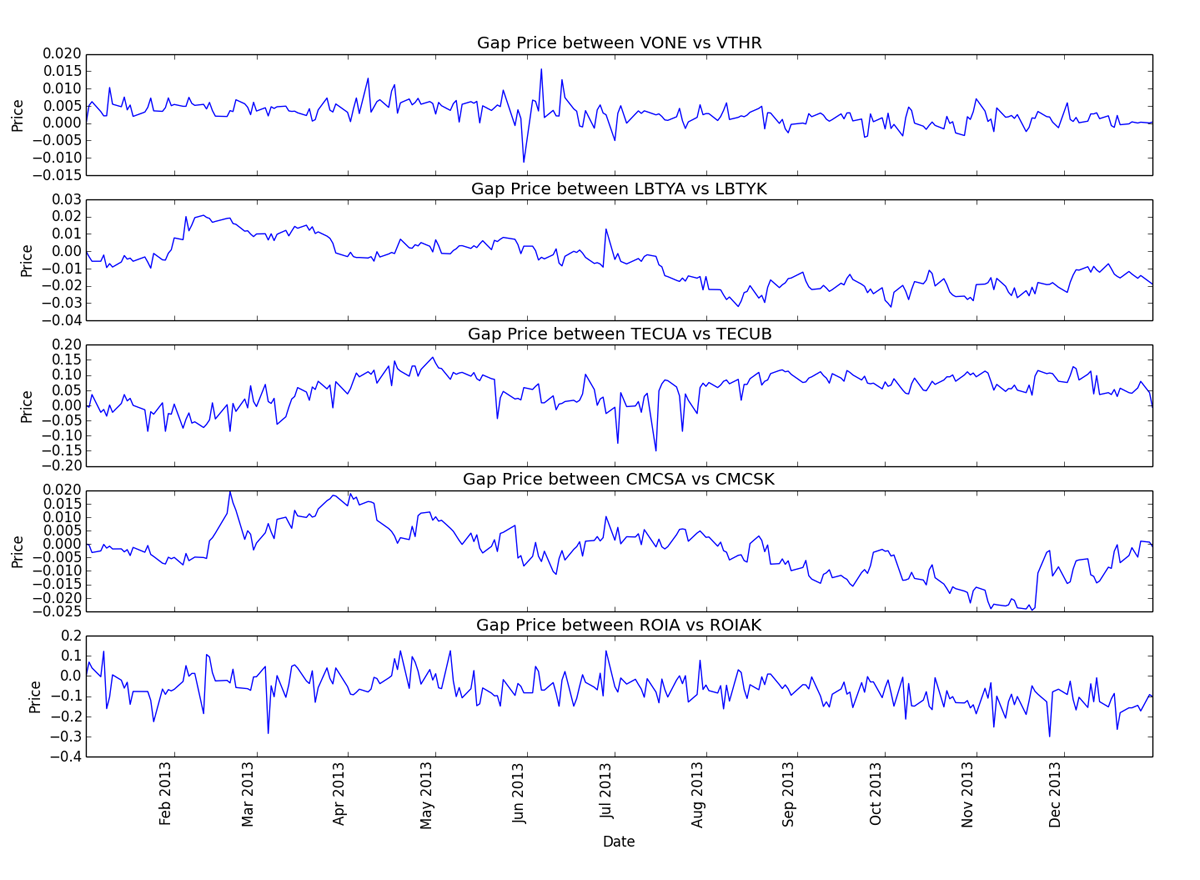 Gap Price between VONE vs VTHR
0.020
0.015
0.010
0.005
0.000
−0.005
−0.010
−0.015
Price
Gap Price between LBTYA vs LBTYK
0.03
0.02
0.01
0.00
−0.01
−0.02
−0.03
−0.04
Price
Gap Price between TECUA vs TECUB
0.20
0.15
0.10
0.05
0.00
−0.05
−0.10
−0.15
−0.20
Price
Gap Price between CMCSA vs CMCSK
0.020
0.015
0.010
0.005
0.000
−0.005
−0.010
−0.015
−0.020
−0.025
Price
Gap Price between ROIA vs ROIAK
0.2
0.1
0.0
−0.1
−0.2
−0.3
−0.4
Price
Feb 2013
Mar 2013
Apr 2013
May 2013
Jun 2013
Jul 2013
Aug 2013
Sep 2013
Oct 2013
Nov 2013
Dec 2013
Date